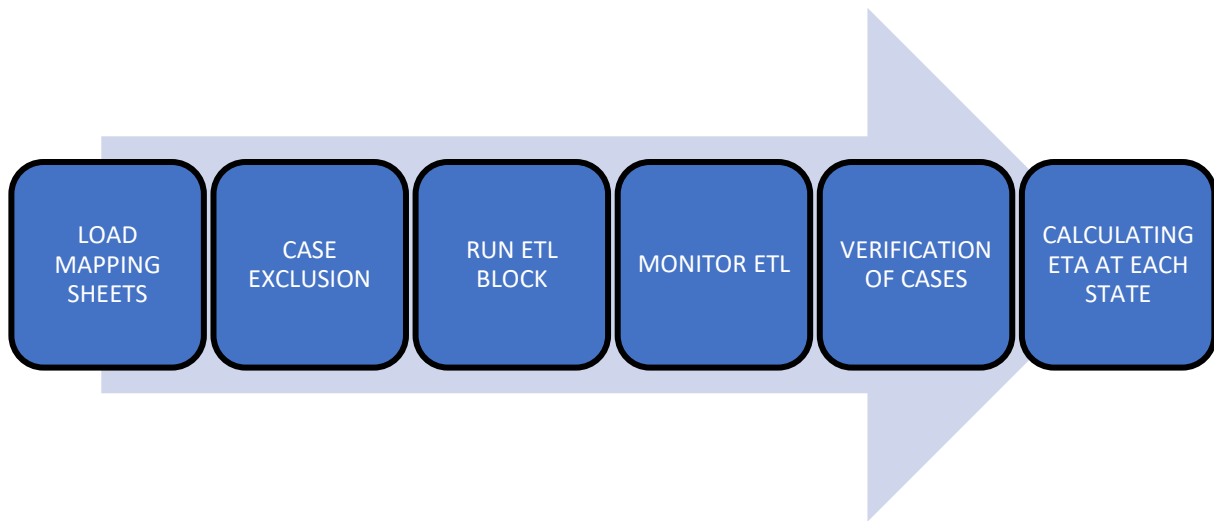 LOAD
MAPPING
SHEETS
CASE
EXCLUSION
RUN ETL
BLOCK
MONITOR ETL
VERIFICATION
OF CASES
CALCULATING
ETA AT EACH
STATE